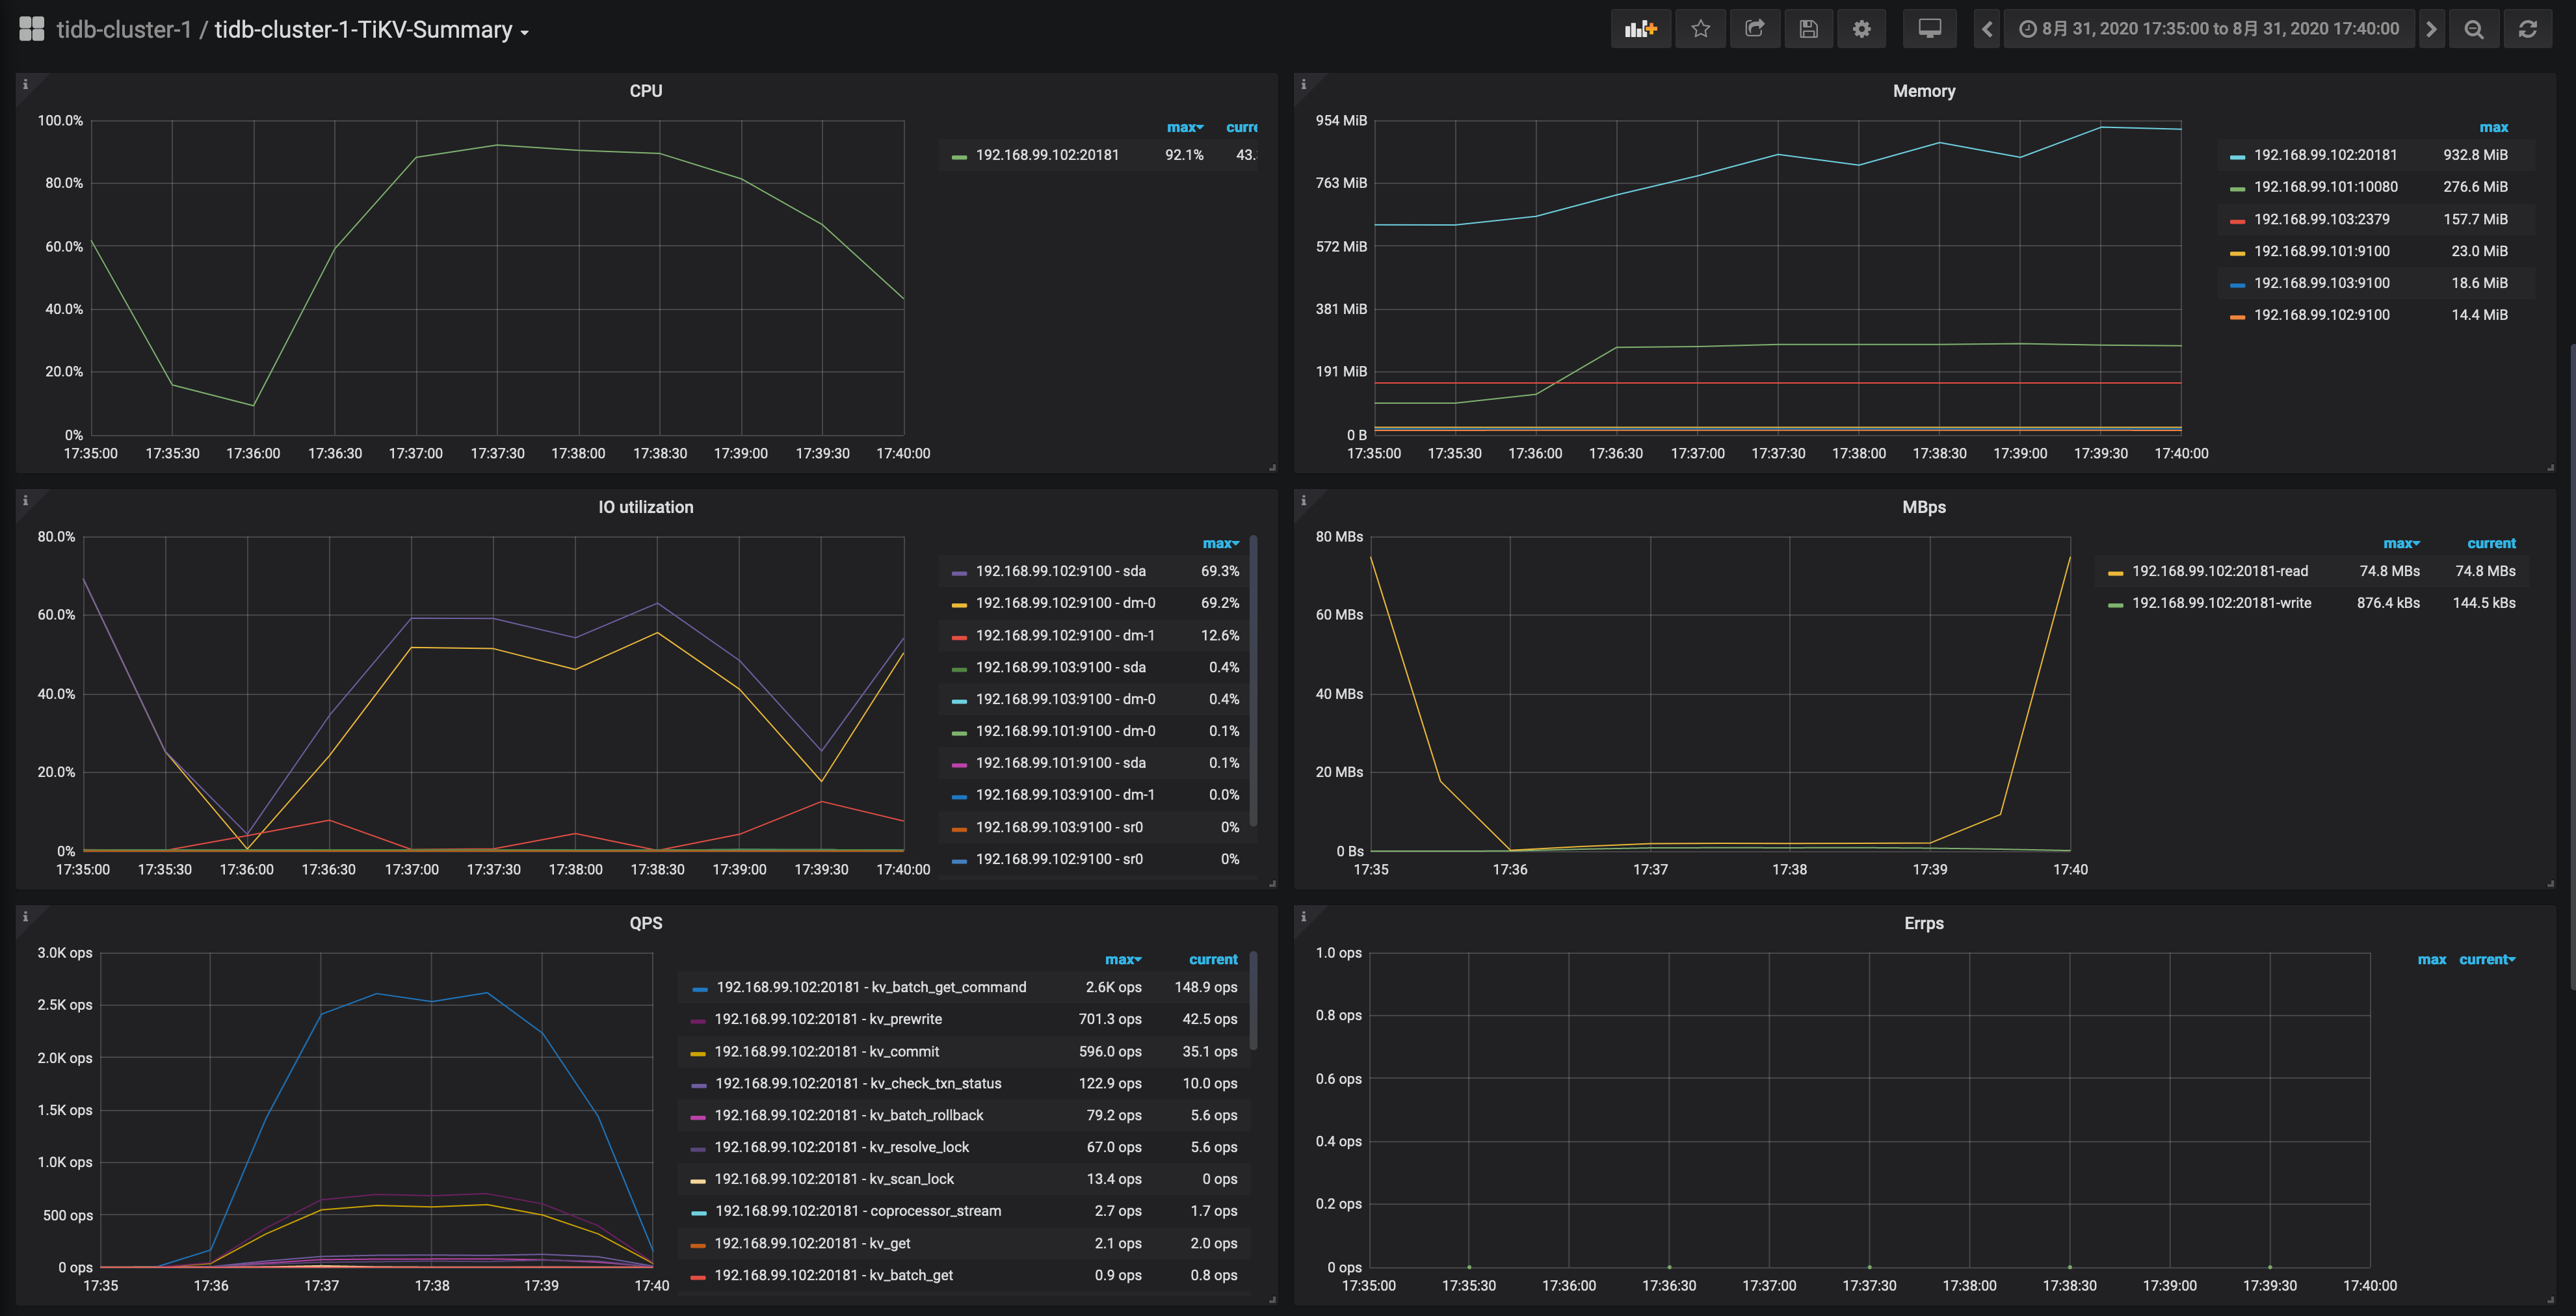 tidb-cluster-1 / tidb-cluster-1-TiKV-Summary
8月 31, 2020 17:35:00 to 8月 31, 2020 17:40:00
CPU
100.0%
80.0%
60.0%
40.0%
20.0%
0%
17:35:00 17:35:30 17:36:00 17:36:30 17:37:00 17:37:30 17:38:00 17:38:30 17:39:00 17:39:30 17:40:00
max curre
192.168.99.102:20181 92.1% 43.
Memory
954 MiB
763 MiB
572 MiB
381 MiB
191 MiB
0 B
17:35:00 17:35:30 17:36:00 17:36:30 17:37:00 17:37:30 17:38:00 17:38:30 17:39:00 17:39:30 17:40:00
max
192.168.99.102:20181 932.8 MiB
192.168.99.101:10080 276.6 MiB
192.168.99.103:2379 157.7 MiB
192.168.99.101:9100 23.0 MiB
192.168.99.103:9100 18.6 MiB
192.168.99.102:9100 14.4 MiB
IO utilization
80.0%
60.0%
40.0%
20.0%
0%
17:35:00 17:35:30 17:36:00 17:36:30 17:37:00 17:37:30 17:38:00 17:38:30 17:39:00 17:39:30 17:40:00
max
192.168.99.102:9100 - sda 69.3%
192.168.99.102:9100 - dm-0 69.2%
192.168.99.102:9100 - dm-1 12.6%
192.168.99.103:9100 - sda 0.4%
192.168.99.103:9100 - dm-0 0.4%
192.168.99.101:9100 - dm-0 0.1%
192.168.99.101:9100 - sda 0.1%
192.168.99.103:9100 - dm-1 0.0%
192.168.99.103:9100 - sr0 0%
192.168.99.102:9100 - sr0 0%
MBps
80 MBs
60 MBs
40 MBs
20 MBs
0 Bs
17:35 17:36 17:37 17:38 17:39 17:40
max current
192.168.99.102:20181-read 74.8 MBs 74.8 MBs
192.168.99.102:20181-write 876.4 kBs 144.5 kBs
QPS
3.0K ops
2.5K ops
2.0K ops
1.5K ops
1.0K ops
500 ops
0 ops
17:35 17:36 17:37 17:38 17:39 17:40
max current
192.168.99.102:20181 - kv_batch_get_command 2.6K ops 148.9 ops
192.168.99.102:20181 - kv_prewrite 701.3 ops 42.5 ops
192.168.99.102:20181 - kv_commit 596.0 ops 35.1 ops
192.168.99.102:20181 - kv_check_txn_status 122.9 ops 10.0 ops
192.168.99.102:20181 - kv_batch_rollback 79.2 ops 5.6 ops
192.168.99.102:20181 - kv_resolve_lock 67.0 ops 5.6 ops
192.168.99.102:20181 - kv_scan_lock 13.4 ops 0 ops
192.168.99.102:20181 - coprocessor_stream 2.7 ops 1.7 ops
192.168.99.102:20181 - kv_get 2.1 ops 2.0 ops
192.168.99.102:20181 - kv_batch_get 0.9 ops 0.8 ops
Errps
1.0 ops
0.8 ops
0.6 ops
0.4 ops
0.2 ops
0 ops
17:35:00 17:35:30 17:36:00 17:36:30 17:37:00 17:37:30 17:38:00 17:38:30 17:39:00 17:39:30 17:40:00
max current